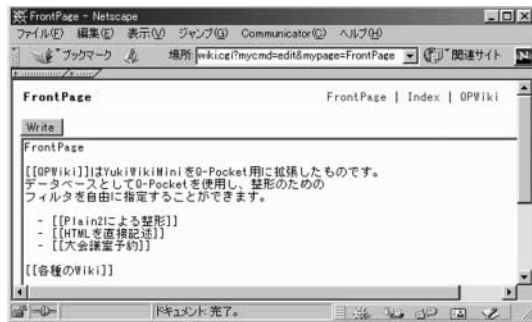 FrontPage - Netscape
ファイル(F) 編集(E) 表示(V) ジャンプ(G) Communicator(C) ヘルプ(H)
ブックマーク 場所: wiki.cgi?mycmd=edit&mypage=FrontPage 関連サイト N
FrontPage FrontPage | Index | QPWiki
Write
FrontPage
[[QPWiki]]はYukiWikiMiniをQ-Pocket用に拡張したものです。
データベースとしてQ-Pocketを使用し、整形のための
フィルタを自由に指定することができます。
- [[Plain2による整形]]
- [[HTMLを直接記述]]
- [[大会議室予約]]
[[各種のWiki]]
ドキュメント: 完了。